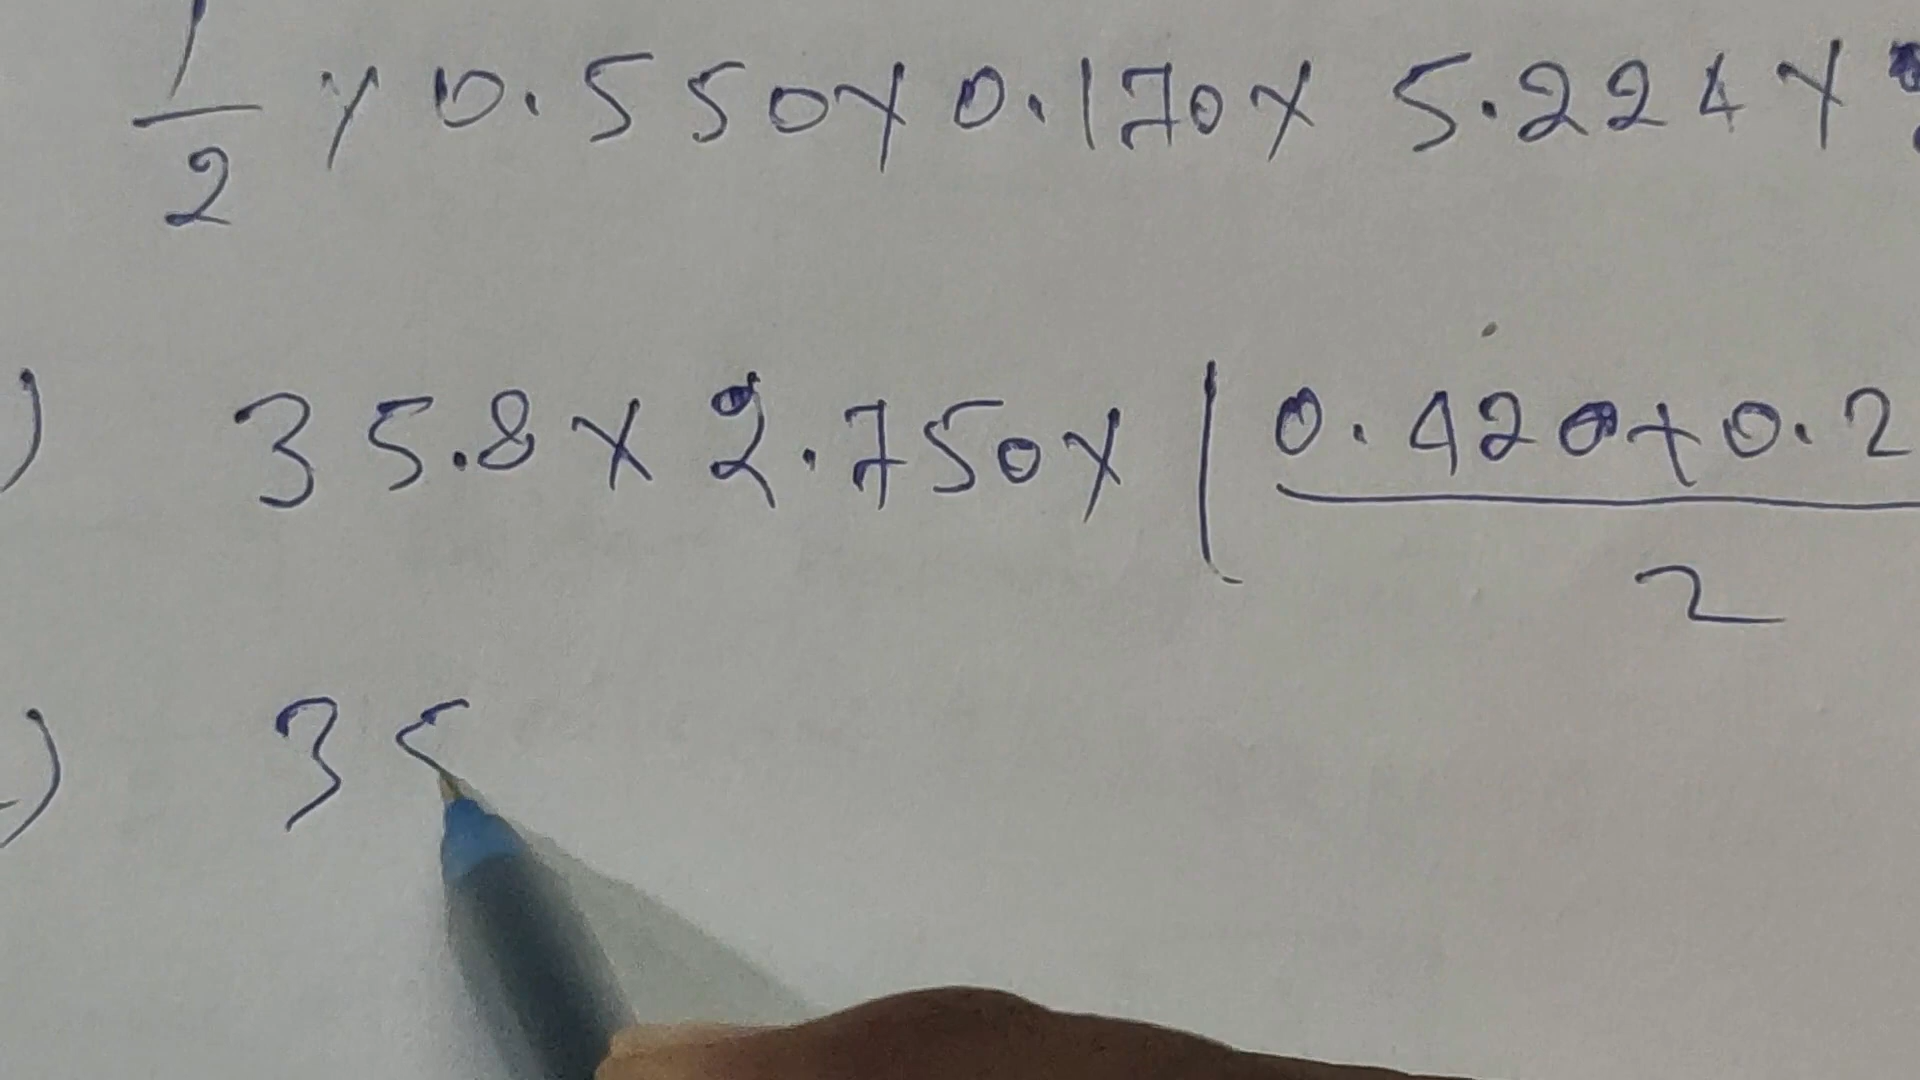 1/2 × 0.550 × 0.170 × 5.224 ×
) 35.8 × 2.750 × (0.420 + 0.2
2
) 35